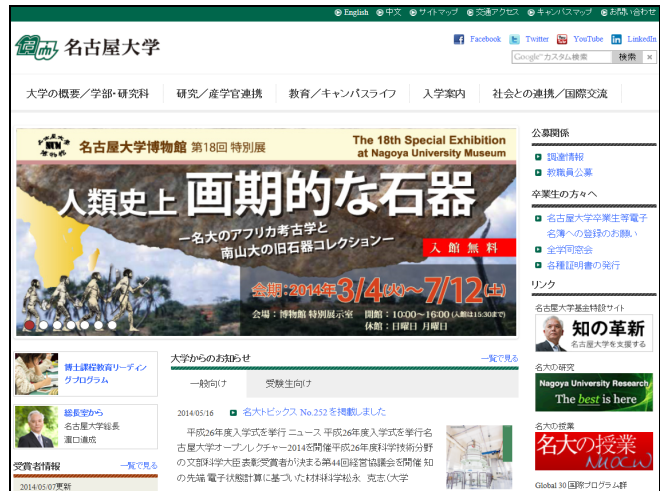 English 中文 サイトマップ 交通アクセス キャンパスマップ お問い合わせ
名古屋大学
Facebook Twitter YouTube LinkedIn
Google カスタム検索 検索 ×
大学の概要／学部・研究科 研究／産学官連携 教育／キャンパスライフ 入学案内 社会との連携／国際交流
名古屋大学博物館 第18回 特別展
The 18th Special Exhibition
at Nagoya University Museum
人類史上 画期的な石器
ー名大のアフリカ考古学と
南山大の旧石器コレクションー
入館無料
会期:2014年3/4(火)～7/12(土)
会場：博物館 特別展示室 開館：10:00～16:00 (入館は15:30まで)
休館：日曜日 月曜日
公募関係
調達情報
教職員公募
卒業生の方々へ
名古屋大学卒業生等電子
名簿への登録のお願い
全学同窓会
各種証明書の発行
リンク
名古屋大学基金特設サイト
知の革新
名古屋大学を支援する
名大の研究
Nagoya University Research
The best is here
名大の授業
名大の授業
NUOCW
Global 30 国際プログラム群
博士課程教育リーディン
グプログラム
総長室から
名古屋大学総長
濵口道成
受賞者情報 一覧で見る
2014/05/07更新
大学からのお知らせ 一覧で見る
一般向け 受験生向け
2014/05/16 名大トピックス No.252 を掲載しました
平成26年度入学式を挙行 ニュース 平成26年度入学式を挙行 名
古屋大学オープンレクチャー2014を開催 平成26年度科学技術分野
の文部科学大臣表彰受賞者が決まる 第44回経営協議会を開催 知
の先端 電子状態計算に基づいた材料科学 松永 克志 (大学